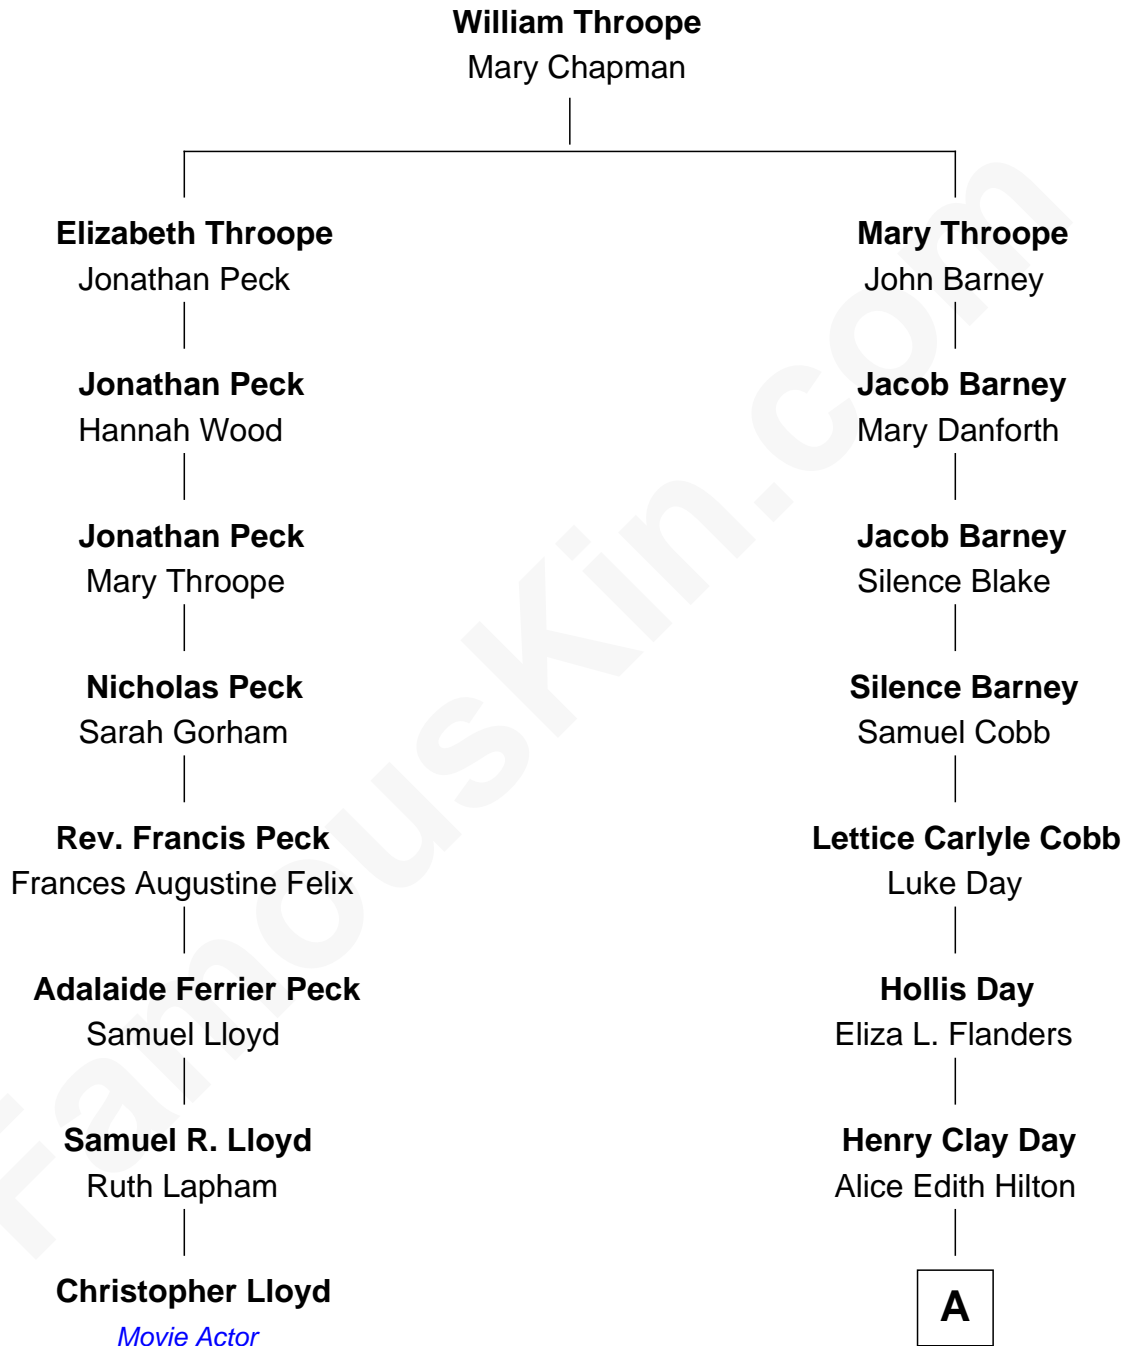 William Throope
Mary Chapman
Elizabeth Throope
Jonathan Peck
Mary Throope
John Barney
Jonathan Peck
Hannah Wood
Jacob Barney
Mary Danforth
Jonathan Peck
Mary Throope
Jacob Barney
Silence Blake
Nicholas Peck
Sarah Gorham
Silence Barney
Samuel Cobb
Rev. Francis Peck
Frances Augustine Felix
Lettice Carlyle Cobb
Luke Day
Adalaide Ferrier Peck
Samuel Lloyd
Hollis Day
Eliza L. Flanders
Samuel R. Lloyd
Ruth Lapham
Henry Clay Day
Alice Edith Hilton
Christopher Lloyd
Movie Actor
A
FamousKin.com